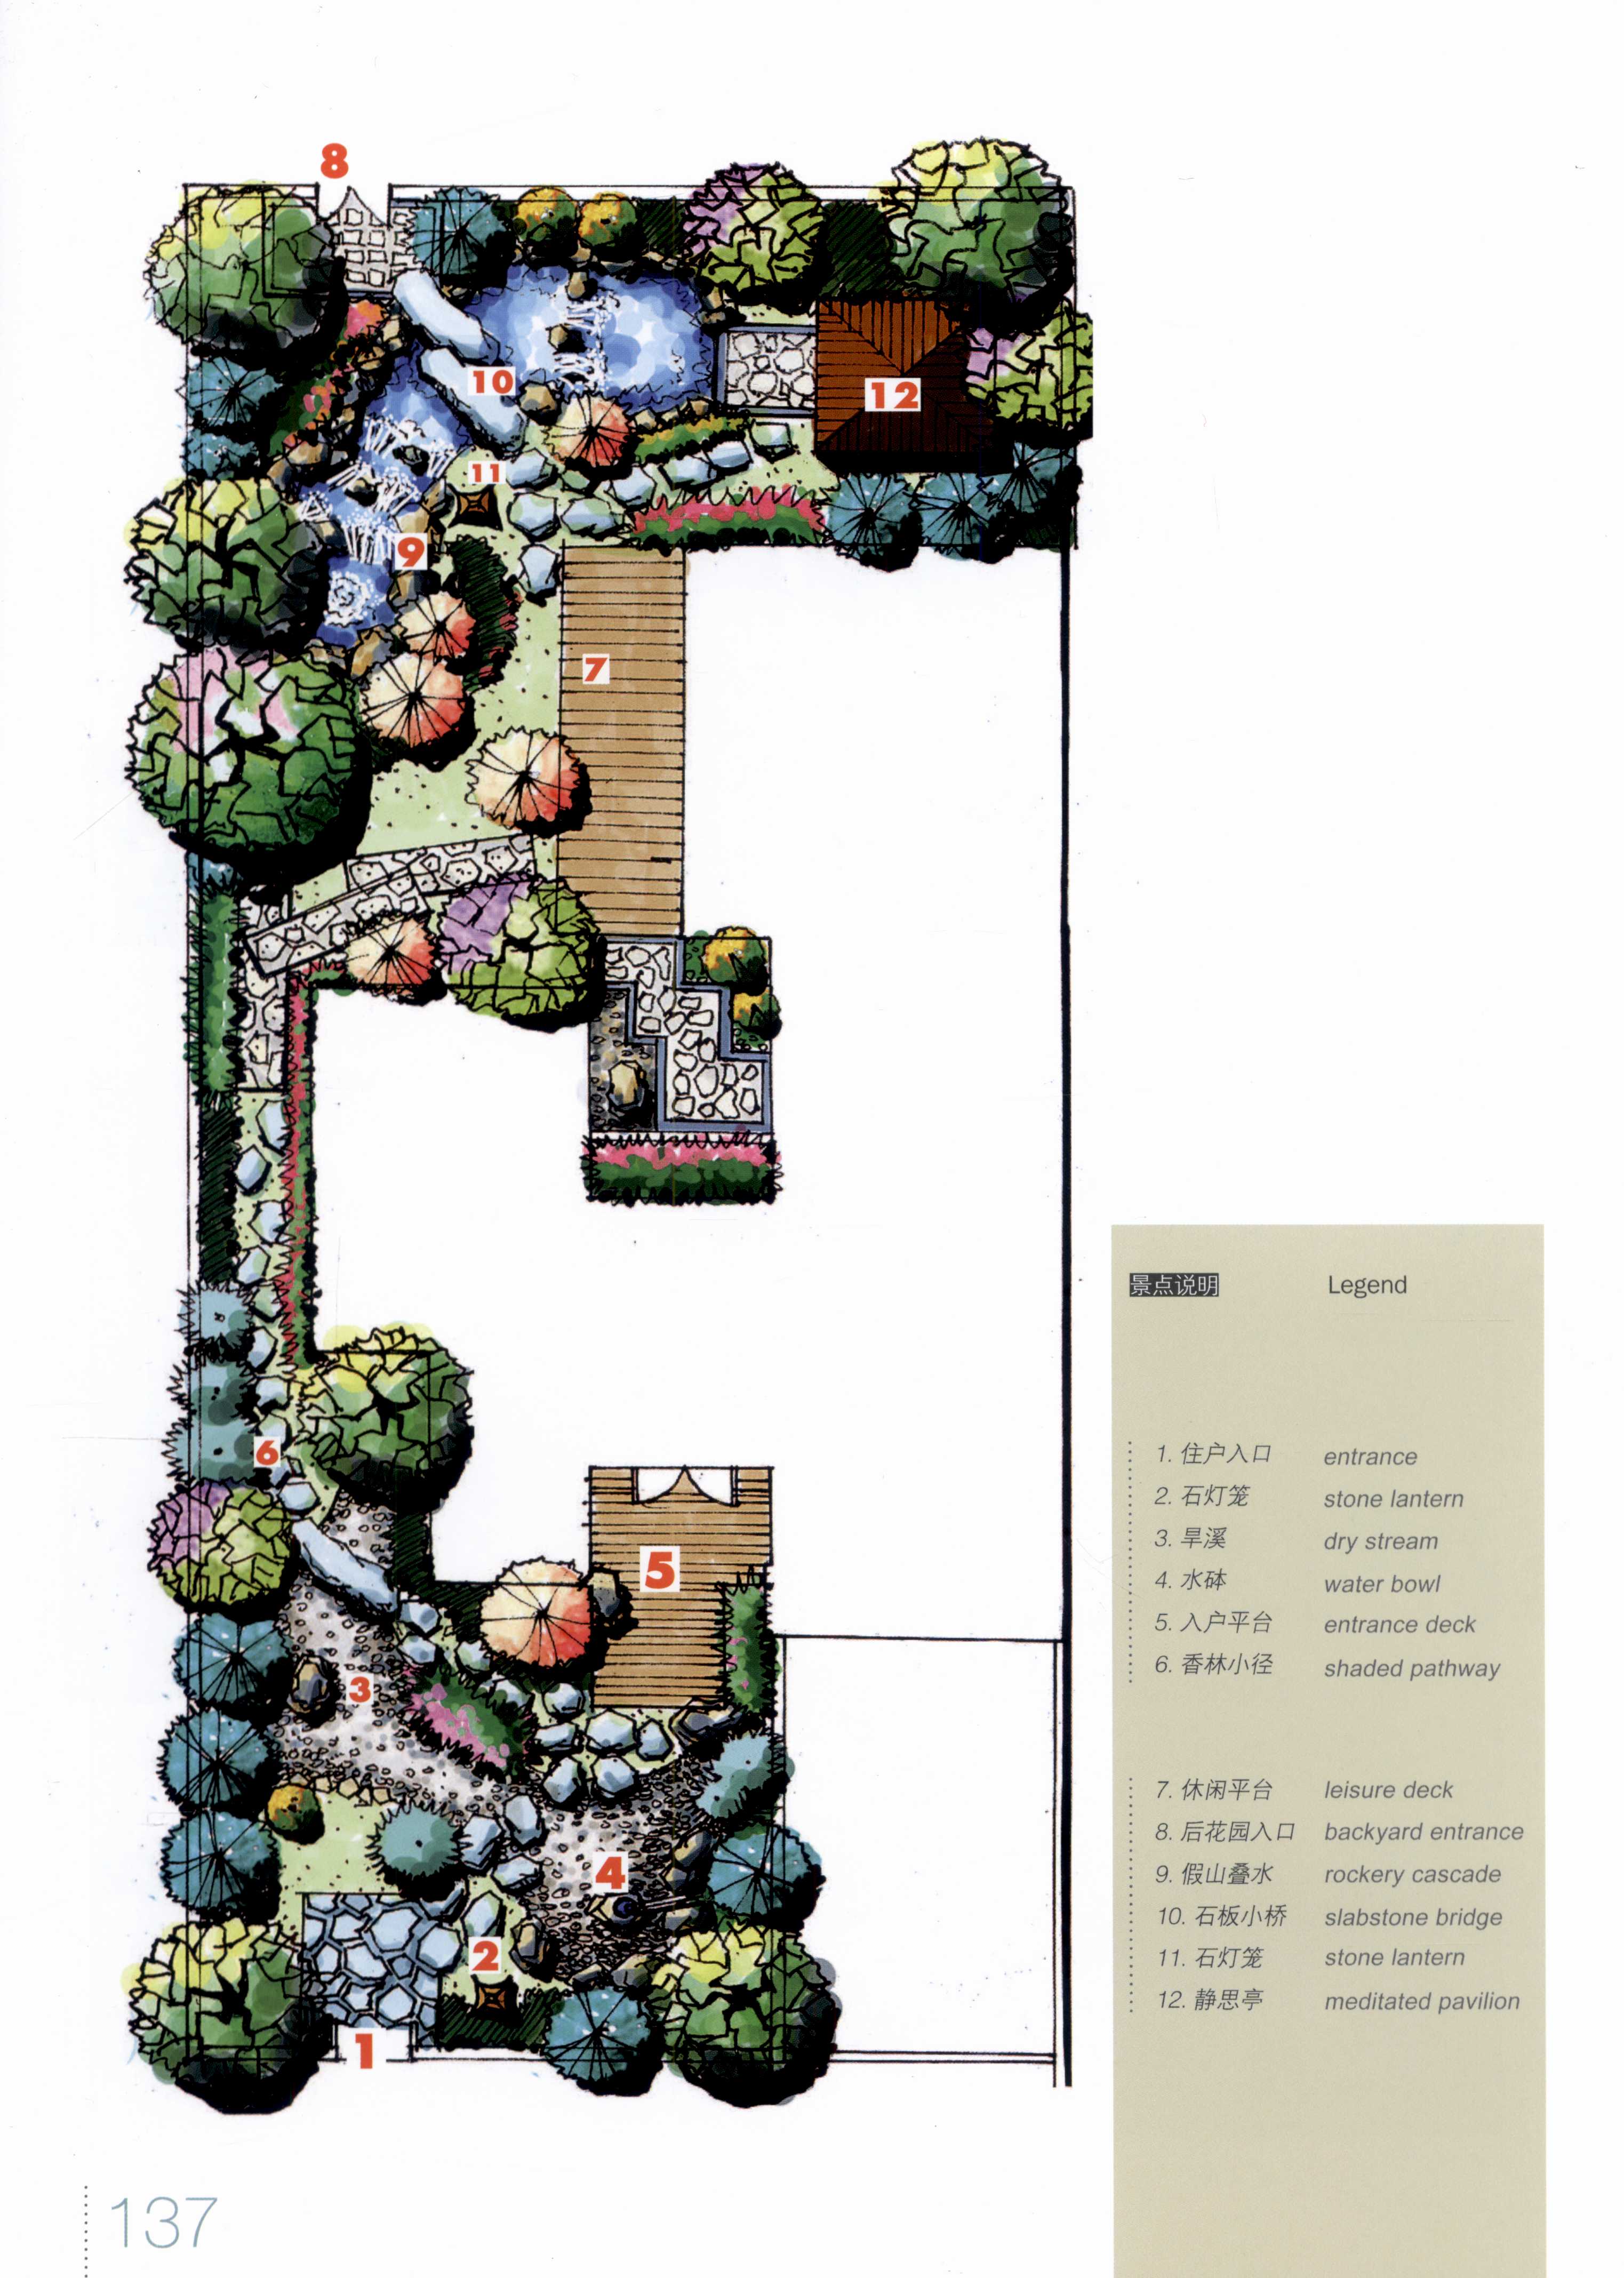 8
10
12
11
9
7
6
5
3
4
2
1
景点说明 Legend
1. 住户入口 entrance
2. 石灯笼 stone lantern
3. 旱溪 dry stream
4. 水砵 water bowl
5. 入户平台 entrance deck
6. 香林小径 shaded pathway
7. 休闲平台 leisure deck
8. 后花园入口 backyard entrance
9. 假山叠水 rockery cascade
10. 石板小桥 slabstone bridge
11. 石灯笼 stone lantern
12. 静思亭 meditated pavilion
137